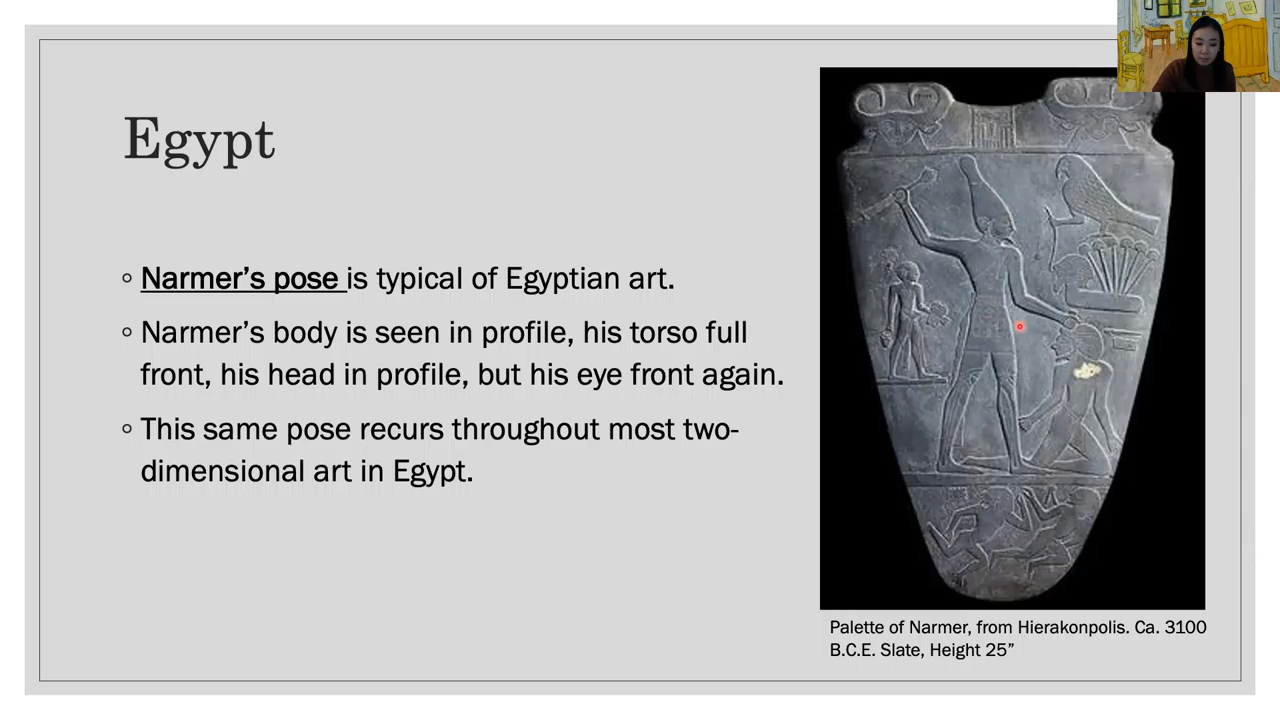 Egypt
◦ Narmer’s pose is typical of Egyptian art.
◦ Narmer’s body is seen in profile, his torso full
front, his head in profile, but his eye front again.
◦ This same pose recurs throughout most two-
dimensional art in Egypt.
Palette of Narmer, from Hierakonpolis. Ca. 3100
B.C.E. Slate, Height 25”